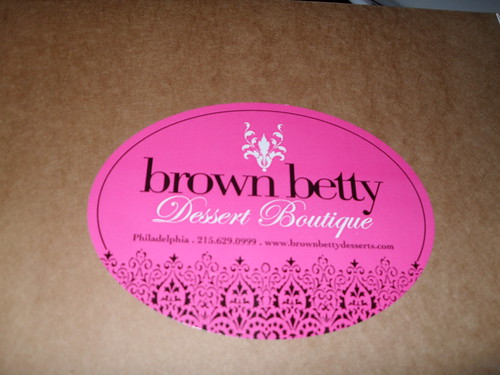 brown betty
Dessert Boutique
Philadelphia . 215.629.0999 . www.brownbettydesserts.com